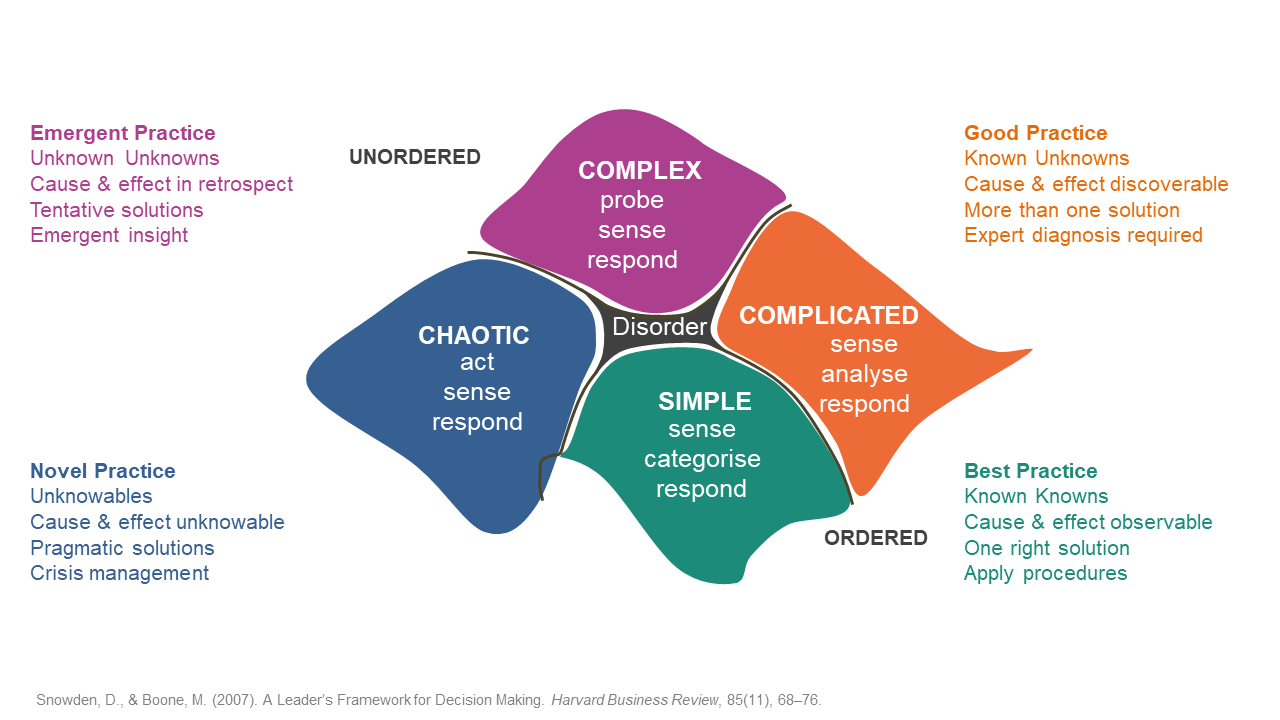 Emergent Practice
Unknown Unknowns
Cause & effect in retrospect
Tentative solutions
Emergent insight
UNORDERED
COMPLEX
probe
sense
respond
Good Practice
Known Unknowns
Cause & effect discoverable
More than one solution
Expert diagnosis required
CHAOTIC
act
sense
respond
Disorder
COMPLICATED
sense
analyse
respond
SIMPLE
sense
categorise
respond
Novel Practice
Unknowables
Cause & effect unknowable
Pragmatic solutions
Crisis management
ORDERED
Best Practice
Known Knowns
Cause & effect observable
One right solution
Apply procedures
Snowden, D., & Boone, M. (2007). A Leader’s Framework for Decision Making. Harvard Business Review, 85(11), 68–76.